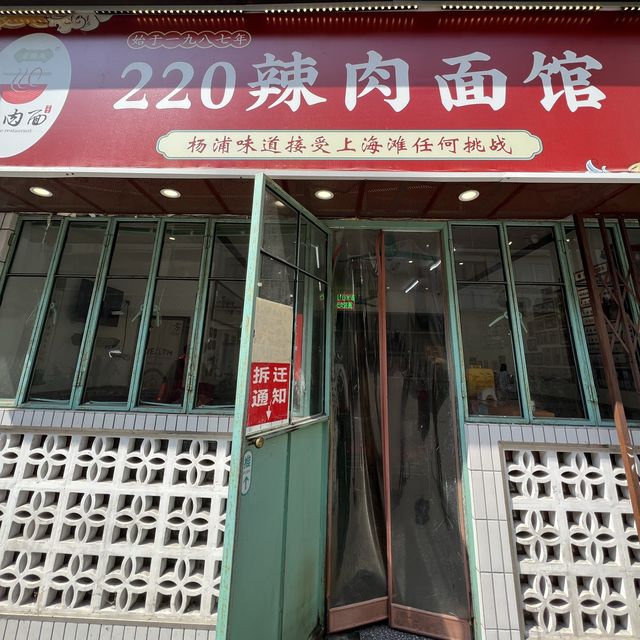 始于一九八七年
220辣肉面馆
肉面
杨浦味道接受上海滩任何挑战
拆迁
通知